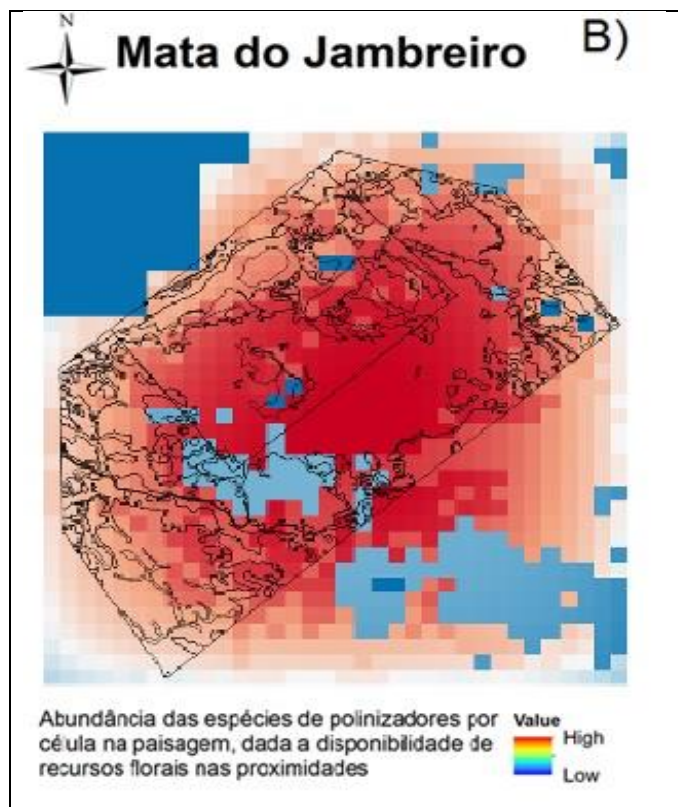 N
Mata do Jambreiro
B)
Abundância das espécies de polinizadores por
célula na paisagem, dada a disponibilidade de
recursos florais nas proximidades
Value
High
Low